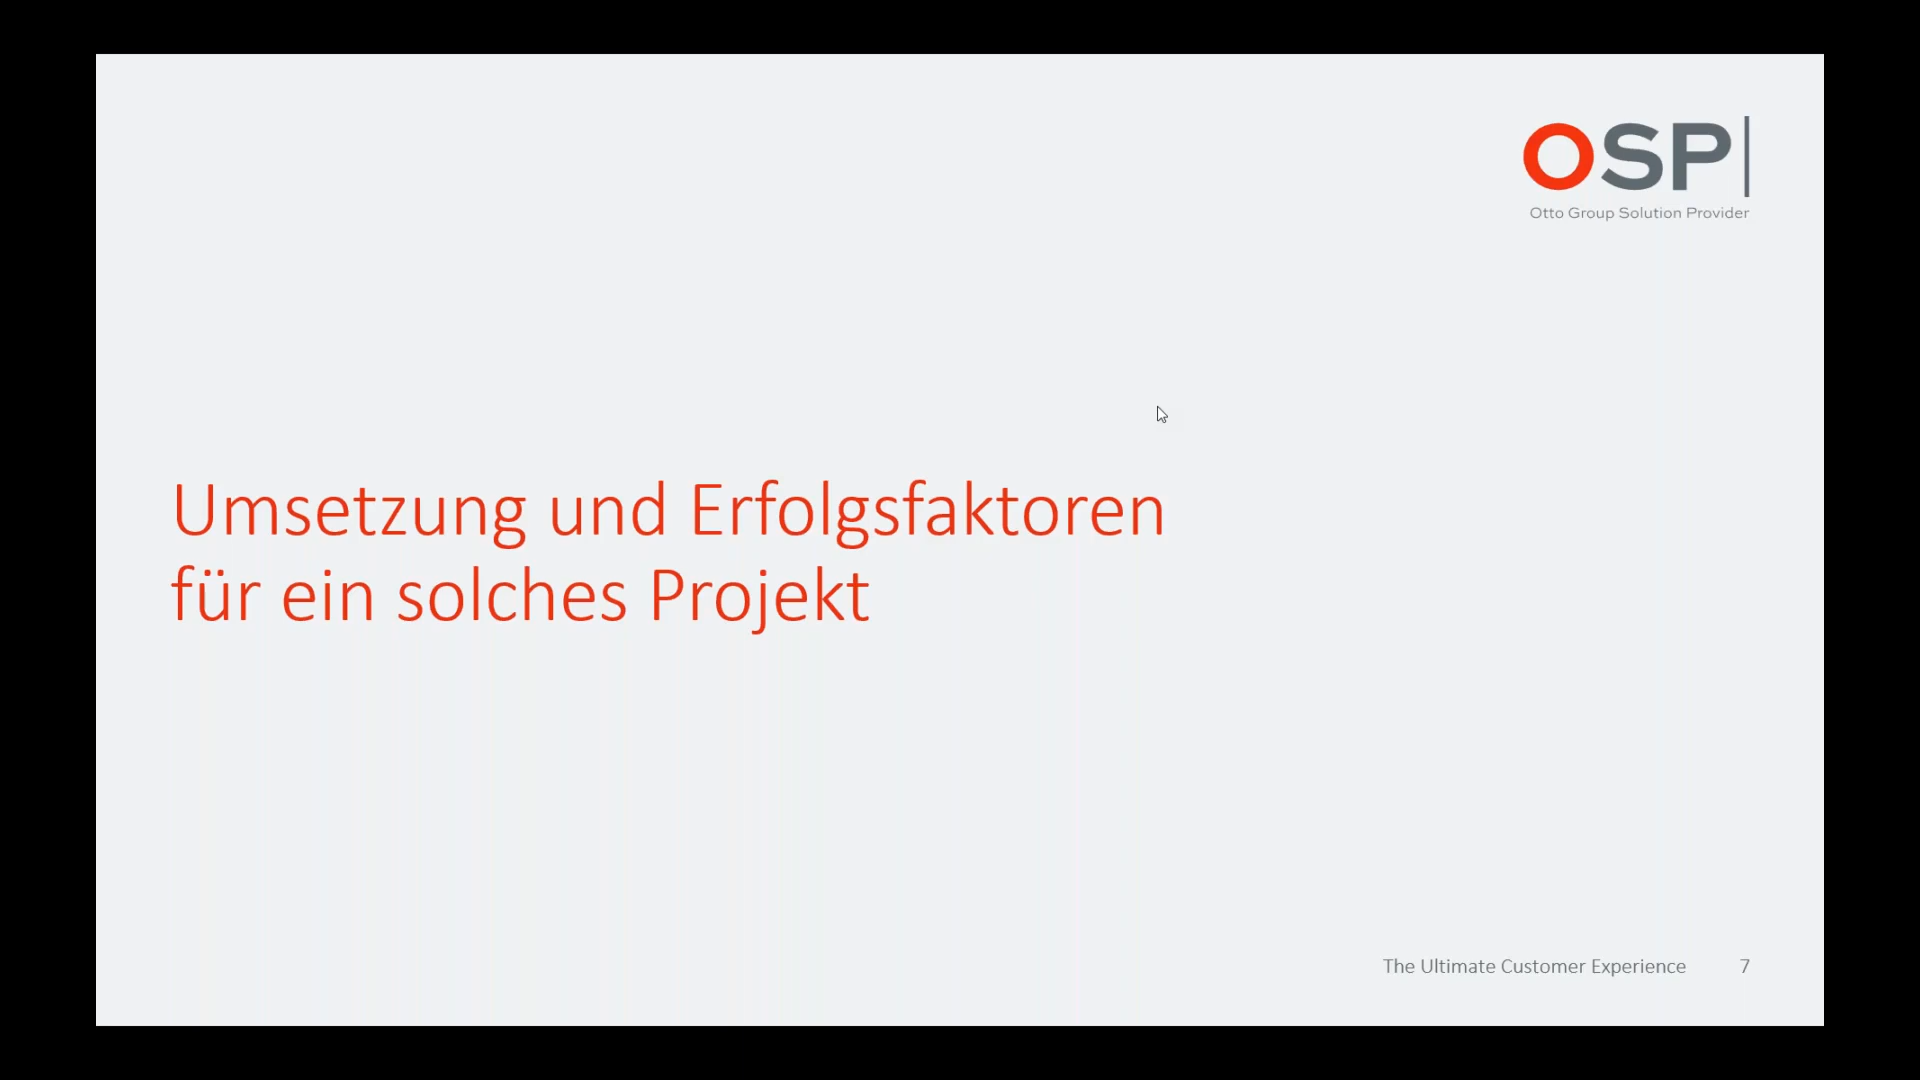 OSP
Otto Group Solution Provider
Umsetzung und Erfolgsfaktoren
für ein solches Projekt
The Ultimate Customer Experience 7